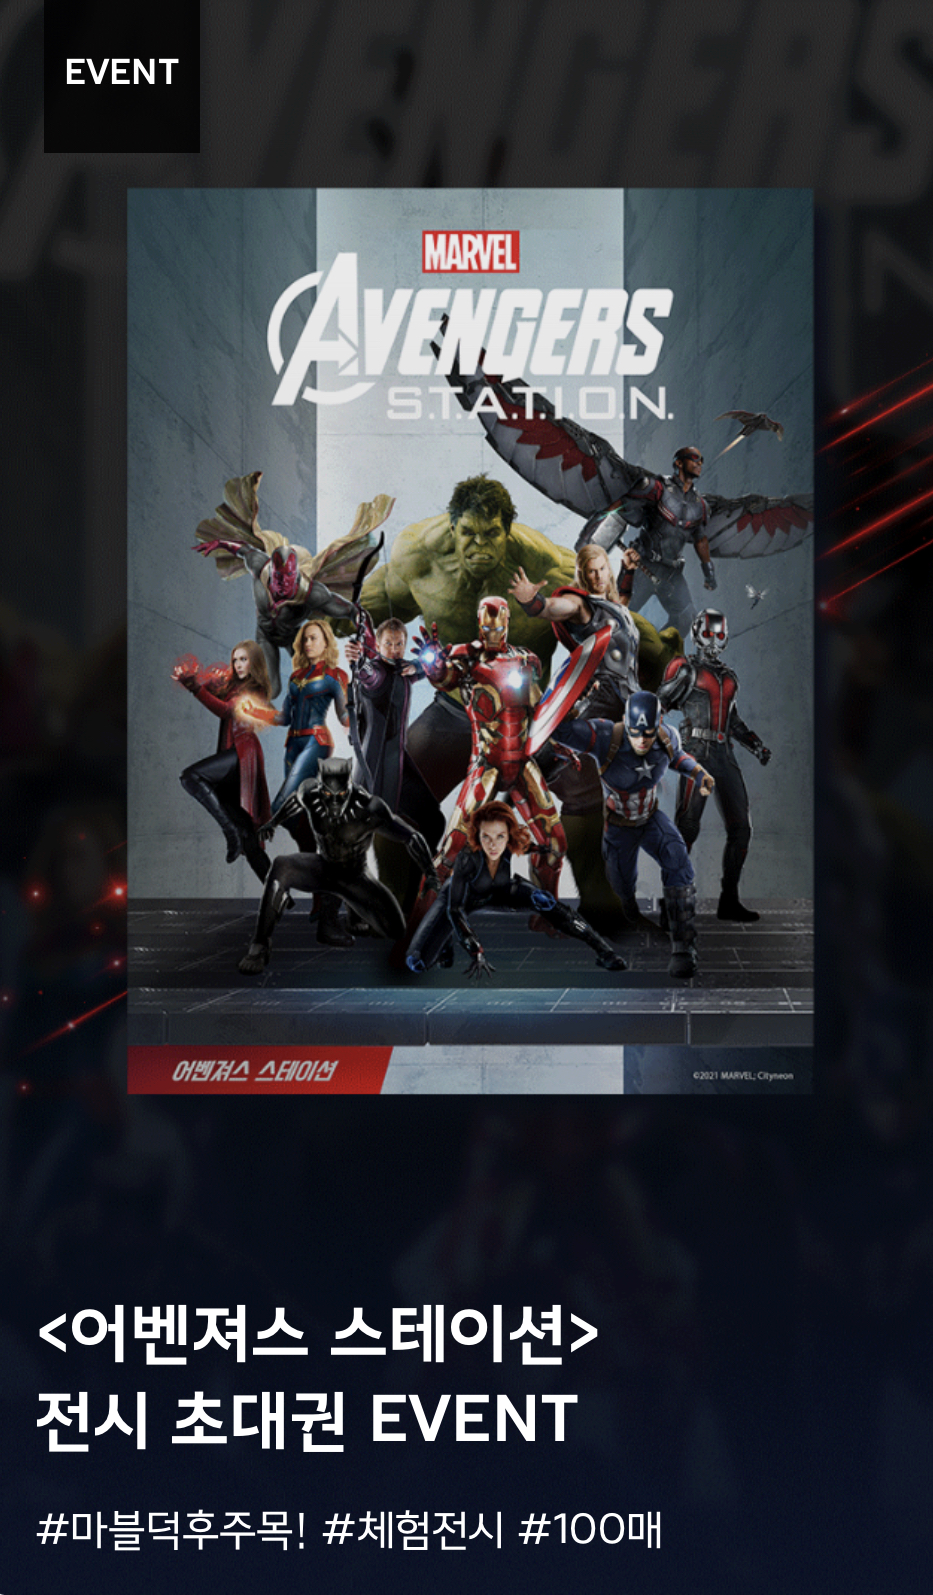 EVENT
MARVEL
AVENGERS
S.T.A.T.I.O.N.
A
어벤져스 스테이션
©2021 MARVEL; Cityneon
<어벤져스 스테이션>
전시 초대권 EVENT
#마블덕후주목! #체험전시 #100매